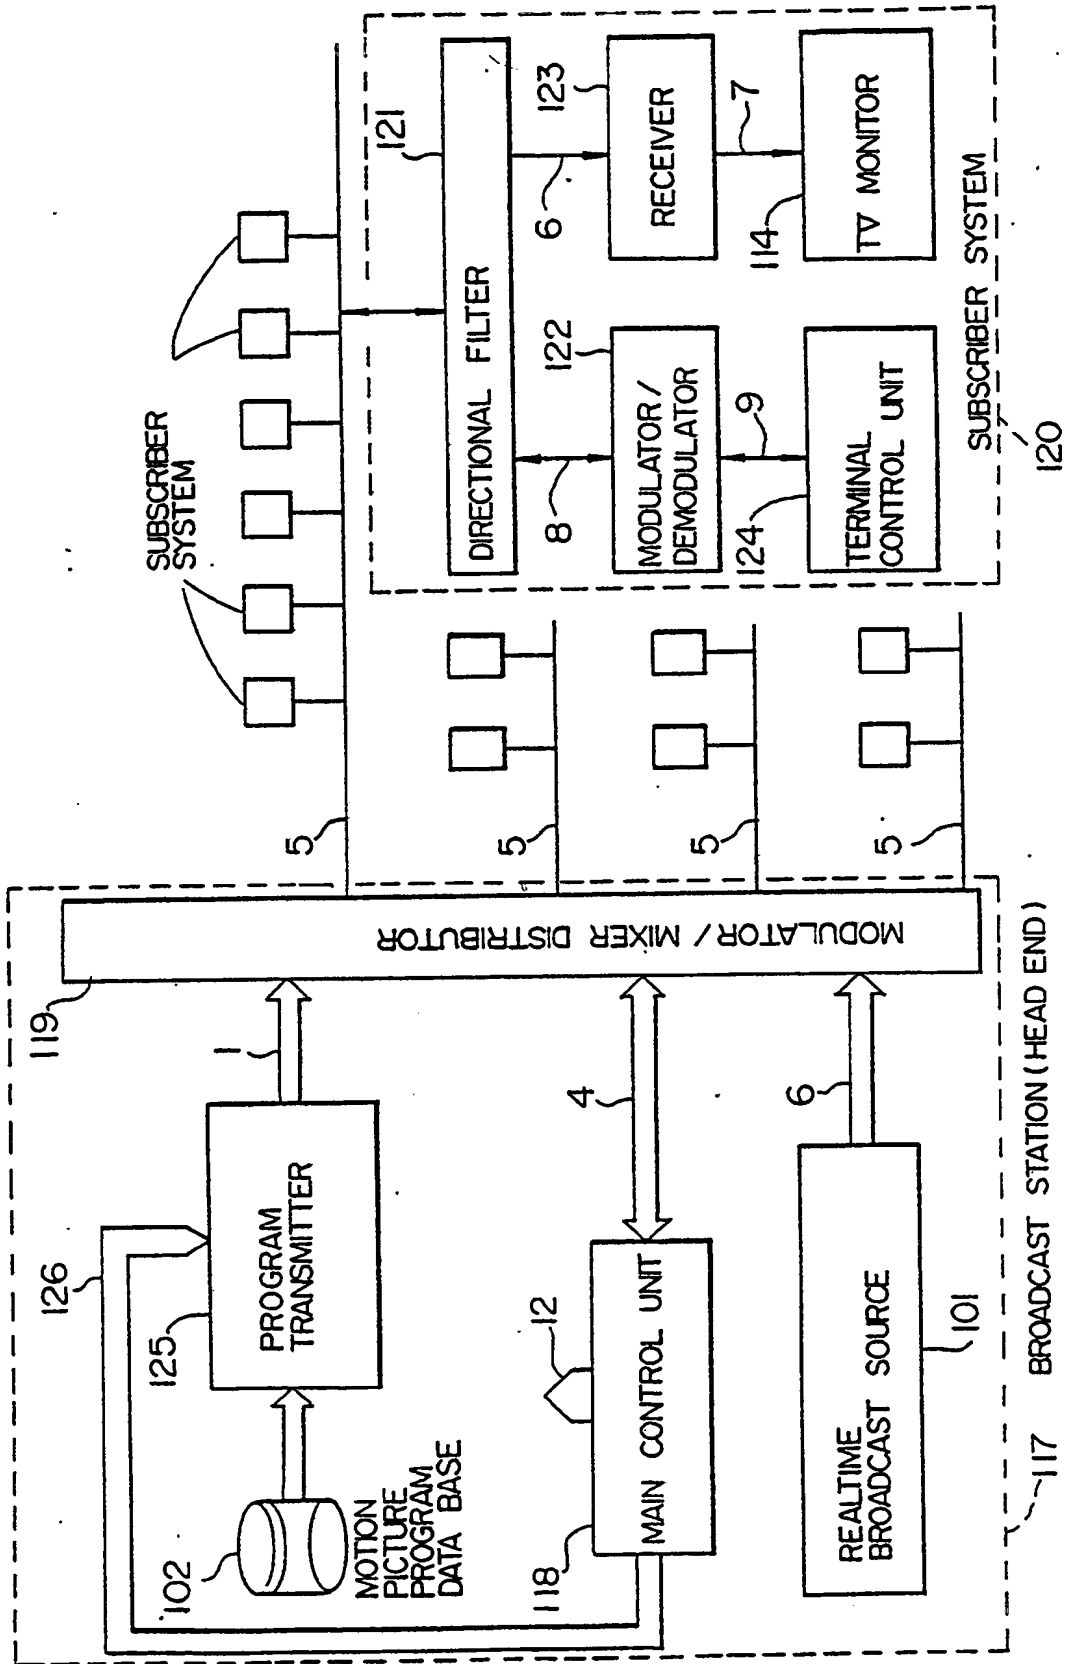 126
119
125
PROGRAM
TRANSMITTER
1
102
MOTION
PICTURE
PROGRAM
DATA BASE
118
MAIN CONTROL UNIT
12
4
REALTIME
BROADCAST SOURCE
101
6
MODULATOR/MIXER DISTRIBUTOR
117
BROADCAST STATION (HEAD END)
5
5
5
5
SUBSCRIBER
SYSTEM
121
DIRECTIONAL FILTER
8
6
122
MODULATOR/
DEMODULATOR
123
RECEIVER
9
7
124
TERMINAL
CONTROL UNIT
114
TV MONITOR
SUBSCRIBER SYSTEM
120